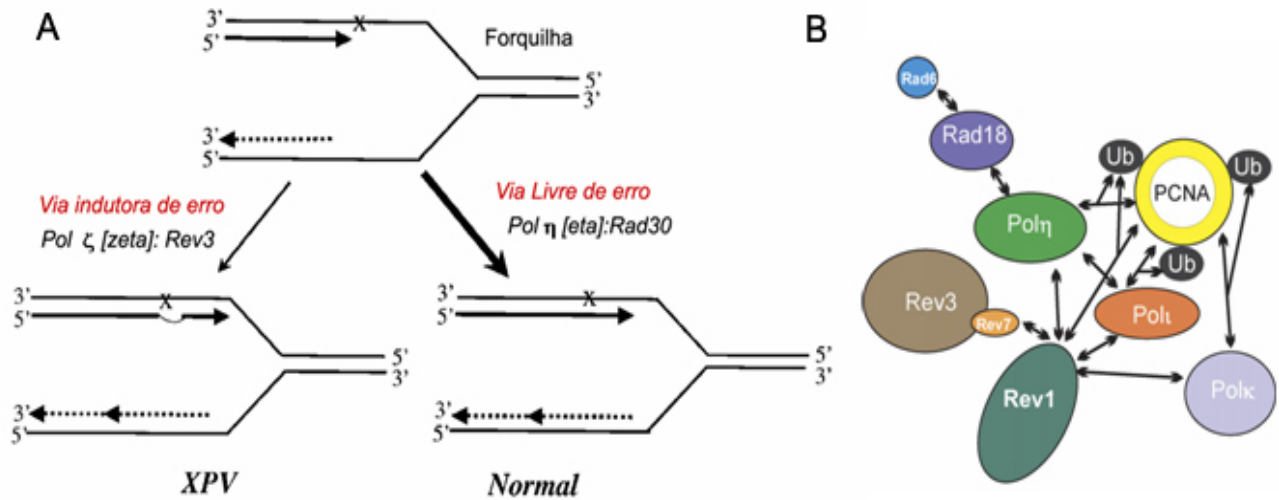 A
3’
X
5’
Forquilha
5’
3’
3’
5’
Via indutora de erro
Pol ζ [zeta]: Rev3
Via Livre de erro
Pol η [eta]:Rad30
3’
X
5’
5’
3’
3’
5’
XPV
3’
X
5’
5’
3’
3’
5’
Normal
B
Rad6
Rad18
Ub
Ub
PCNA
Polη
Ub
Rev3
Rev7
Polι
Rev1
Polκ